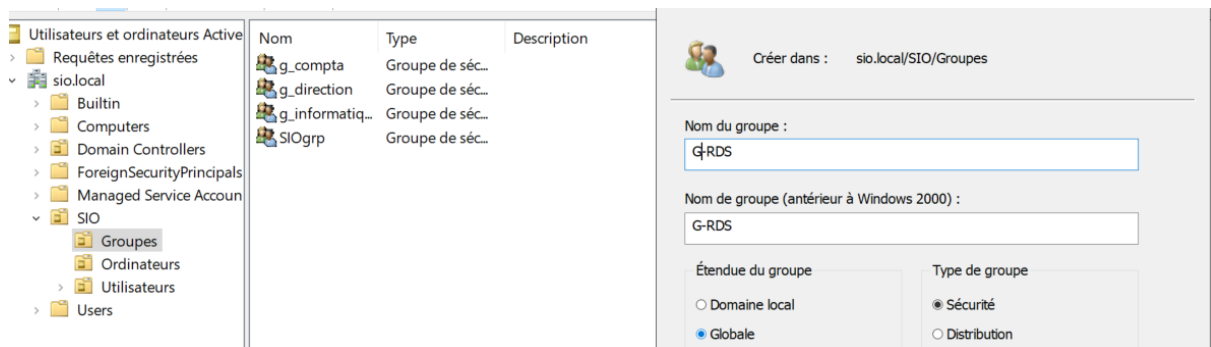 Utilisateurs et ordinateurs Active
Requêtes enregistrées
sio.local
Builtin
Computers
Domain Controllers
ForeignSecurityPrincipals
Managed Service Accoun
SIO
Groupes
Ordinateurs
Utilisateurs
Users
Nom Type Description
g_compta Groupe de séc...
g_direction Groupe de séc...
g_informatiq... Groupe de séc...
SIOgrp Groupe de séc...
Créer dans : sio.local/SIO/Groupes
Nom du groupe :
G-RDS
Nom de groupe (antérieur à Windows 2000) :
G-RDS
Étendue du groupe
Domaine local
Globale
Type de groupe
Sécurité
Distribution